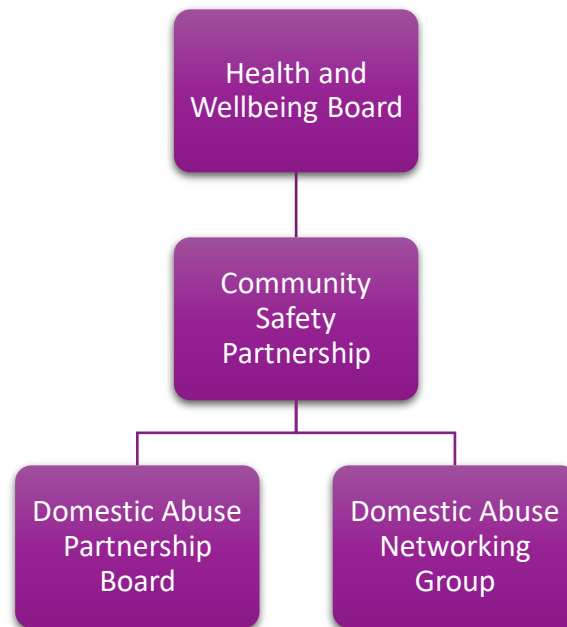 Health and
Wellbeing Board
Community
Safety
Partnership
Domestic Abuse
Partnership
Board
Domestic Abuse
Networking
Group